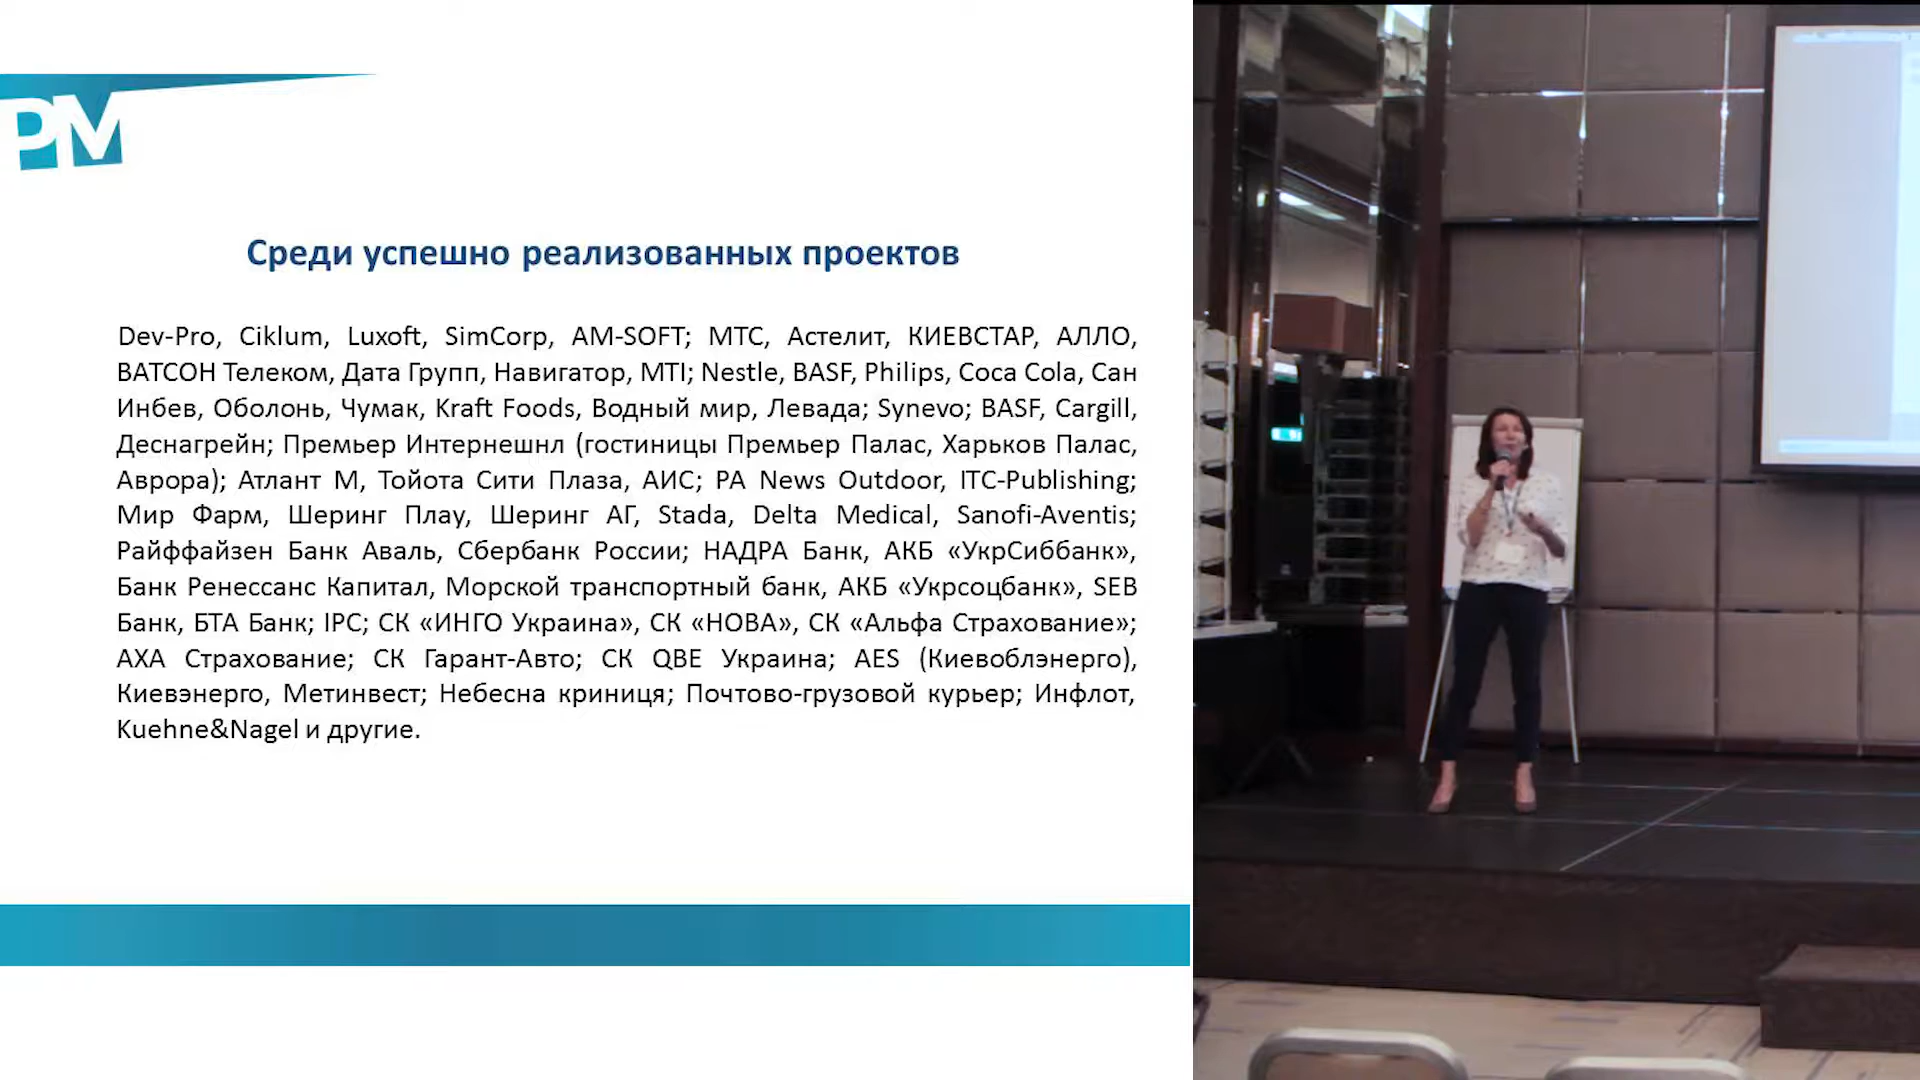 PM
Среди успешно реализованных проектов
Dev-Pro, Ciklum, Luxoft, SimCorp, AM-SOFT; МТС, Астелит, КИЕВСТАР, АЛЛО,
ВАТСОН Телеком, Дата Групп, Навигатор, MTI; Nestle, BASF, Philips, Coca Cola, Сан
Инбев, Оболонь, Чумак, Kraft Foods, Водный мир, Левада; Synevo; BASF, Cargill,
Деснагрейн; Премьер Интернешнл (гостиницы Премьер Палас, Харьков Палас,
Аврора); Атлант М, Тойота Сити Плаза, АИС; РА News Outdoor, ITC-Publishing;
Мир Фарм, Шеринг Плау, Шеринг АГ, Stada, Delta Medical, Sanofi-Aventis;
Райффайзен Банк Аваль, Сбербанк России; НАДРА Банк, АКБ «УкрСиббанк»,
Банк Ренессанс Капитал, Морской транспортный банк, АКБ «Укрсоцбанк», SEB
Банк, БТА Банк; IPC; СК «ИНГО Украина», СК «НОВА», СК «Альфа Страхование»;
АХА Страхование; СК Гарант-Авто; СК QBE Украина; AES (Киевоблэнерго),
Киевэнерго, Метинвест; Небесна криниця; Почтово-грузовой курьер; Инфлот,
Kuehne&Nagel и другие.